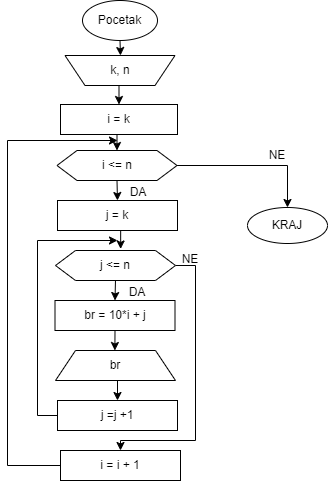 Pocetak
k, n
i = k
i <= n
NE
DA
j = k
KRAJ
j <= n
NE
DA
br = 10*i + j
br
j =j +1
i = i + 1